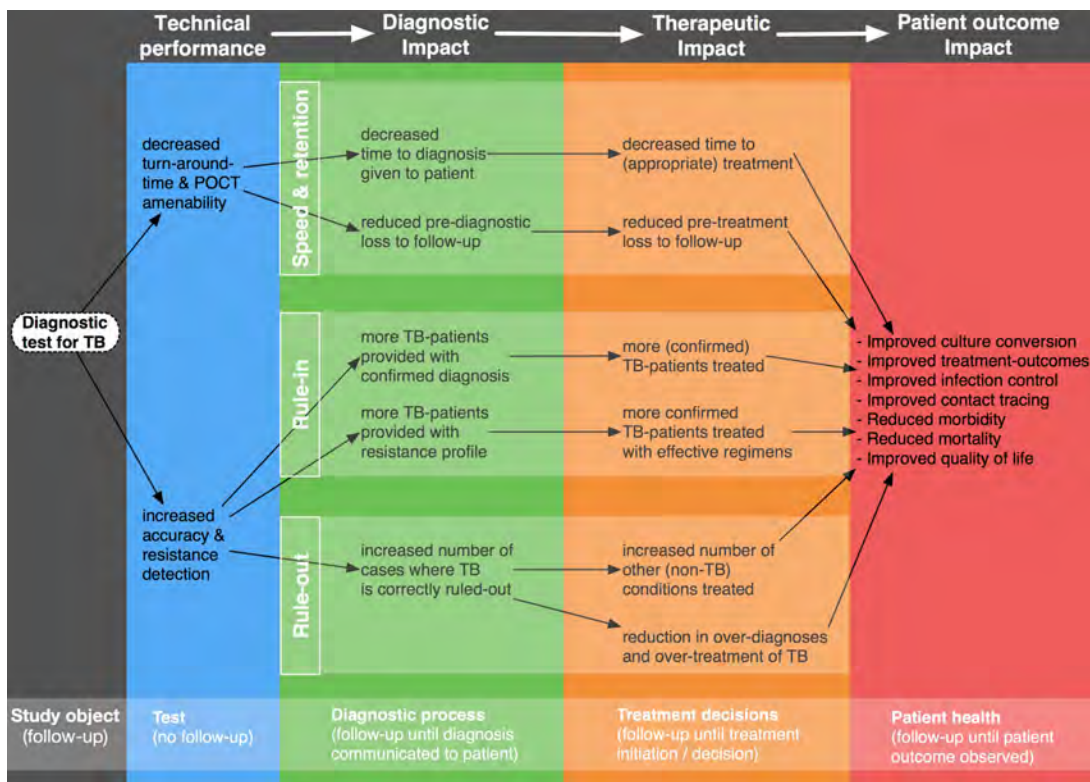 Technical
performance
Diagnostic
Impact
Therapeutic
Impact
Patient outcome
Impact
Speed & retention
decreased
turn-around-
time & POCT
amenability
decreased
time to diagnosis
given to patient
decreased time to
(appropriate) treatment
reduced pre-diagnostic
loss to follow-up
reduced pre-treatment
loss to follow-up
Diagnostic
test for TB
Rule-in
more TB-patients
provided with
confirmed diagnosis
more (confirmed)
TB-patients treated
more TB-patients
provided with
resistance profile
more confirmed
TB-patients treated
with effective regimens
- Improved culture conversion
- Improved treatment-outcomes
- Improved infection control
- Improved contact tracing
- Reduced morbidity
- Reduced mortality
- Improved quality of life
increased
accuracy &
resistance
detection
Rule-out
increased number of
cases where TB
is correctly ruled-out
increased number of
other (non-TB)
conditions treated
reduction in over-diagnoses
and over-treatment of TB
Study object
(follow-up)
Test
(no follow-up)
Diagnostic process
(follow-up until diagnosis
communicated to patient)
Treatment decisions
(follow-up until treatment
initiation / decision)
Patient health
(follow-up until patient
outcome observed)